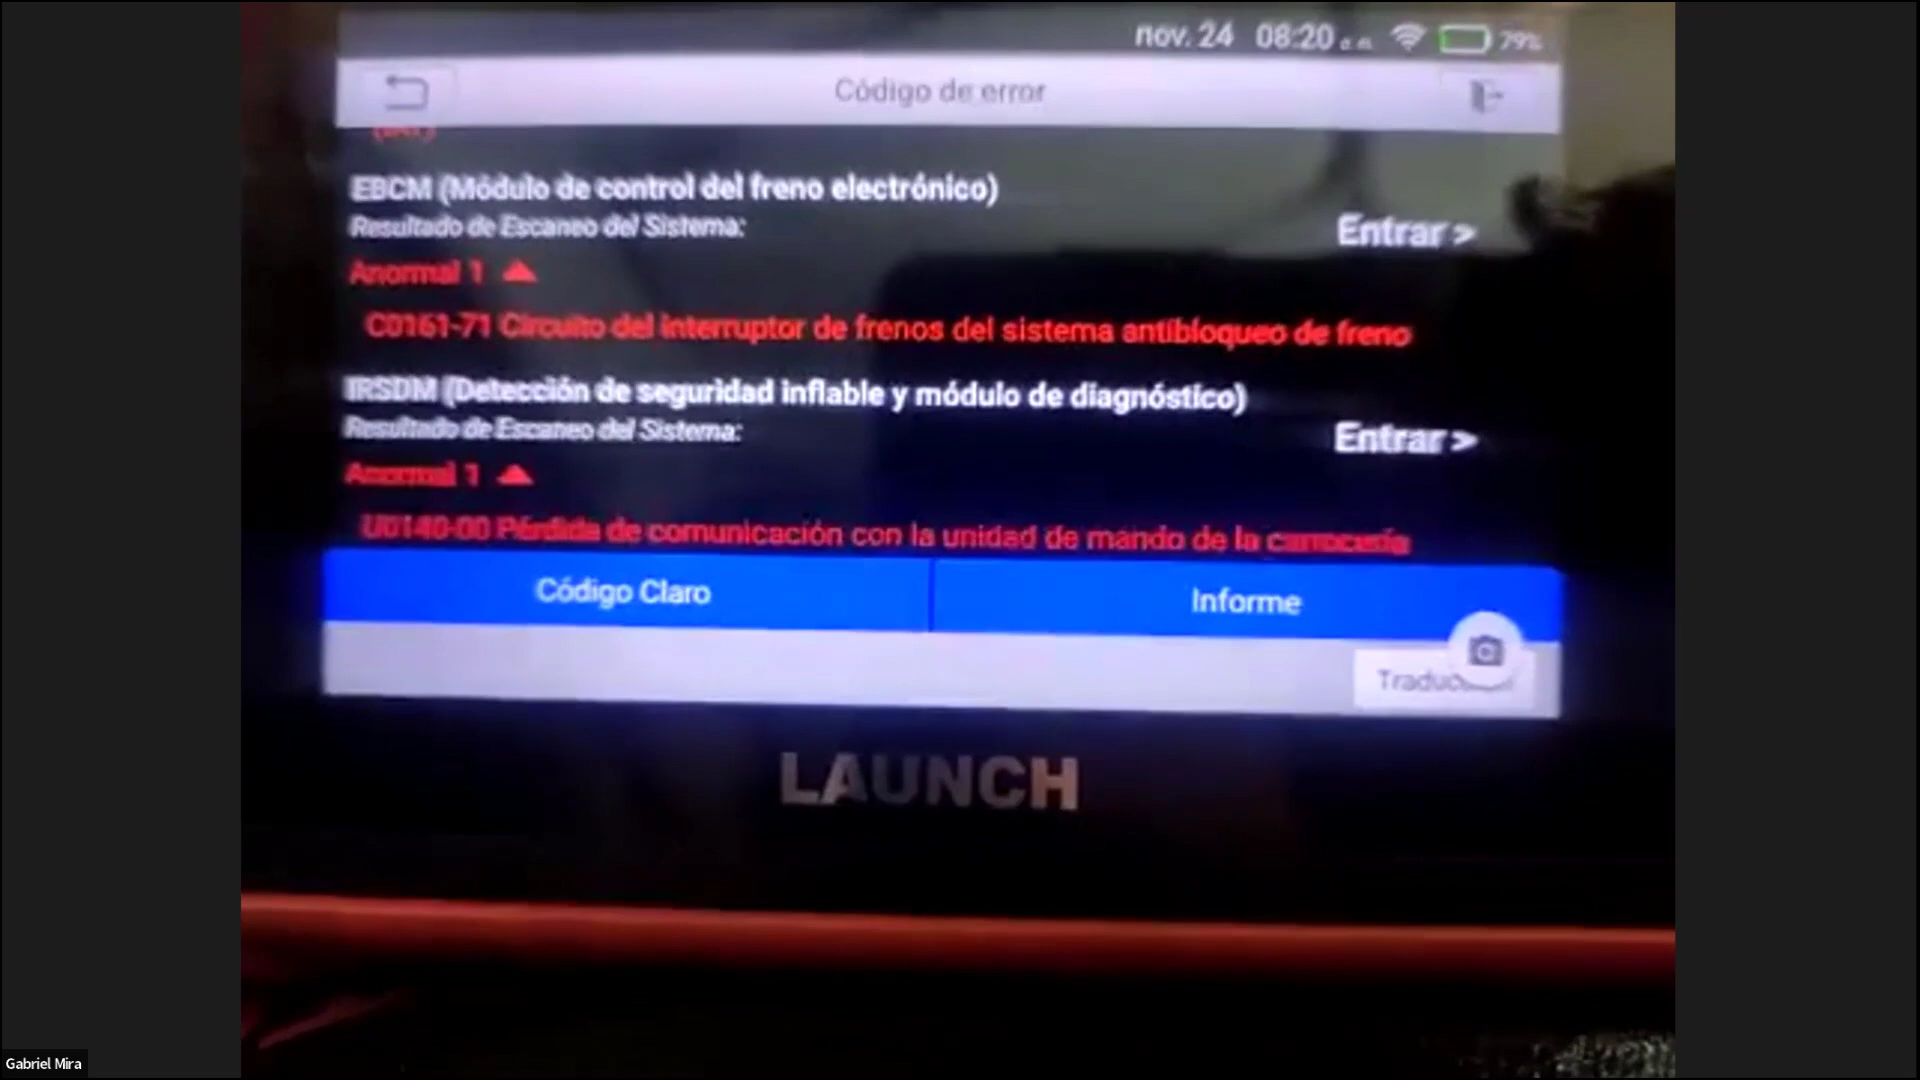 nov. 24 08:20 a.m. 79%
Código de error
EBCM (Módulo de control del freno electrónico)
Resultado de Escaneo del Sistema:
Entrar >
Anormal 1
C0161-71 Circuito del interruptor de frenos del sistema antibloqueo de freno
IRSDM (Detección de seguridad inflable y módulo de diagnóstico)
Resultado de Escaneo del Sistema:
Entrar >
Anormal 1
U0140-00 Pérdida de comunicación con la unidad de mando de la carrocería
Código Claro
Informe
LAUNCH
Gabriel Mira